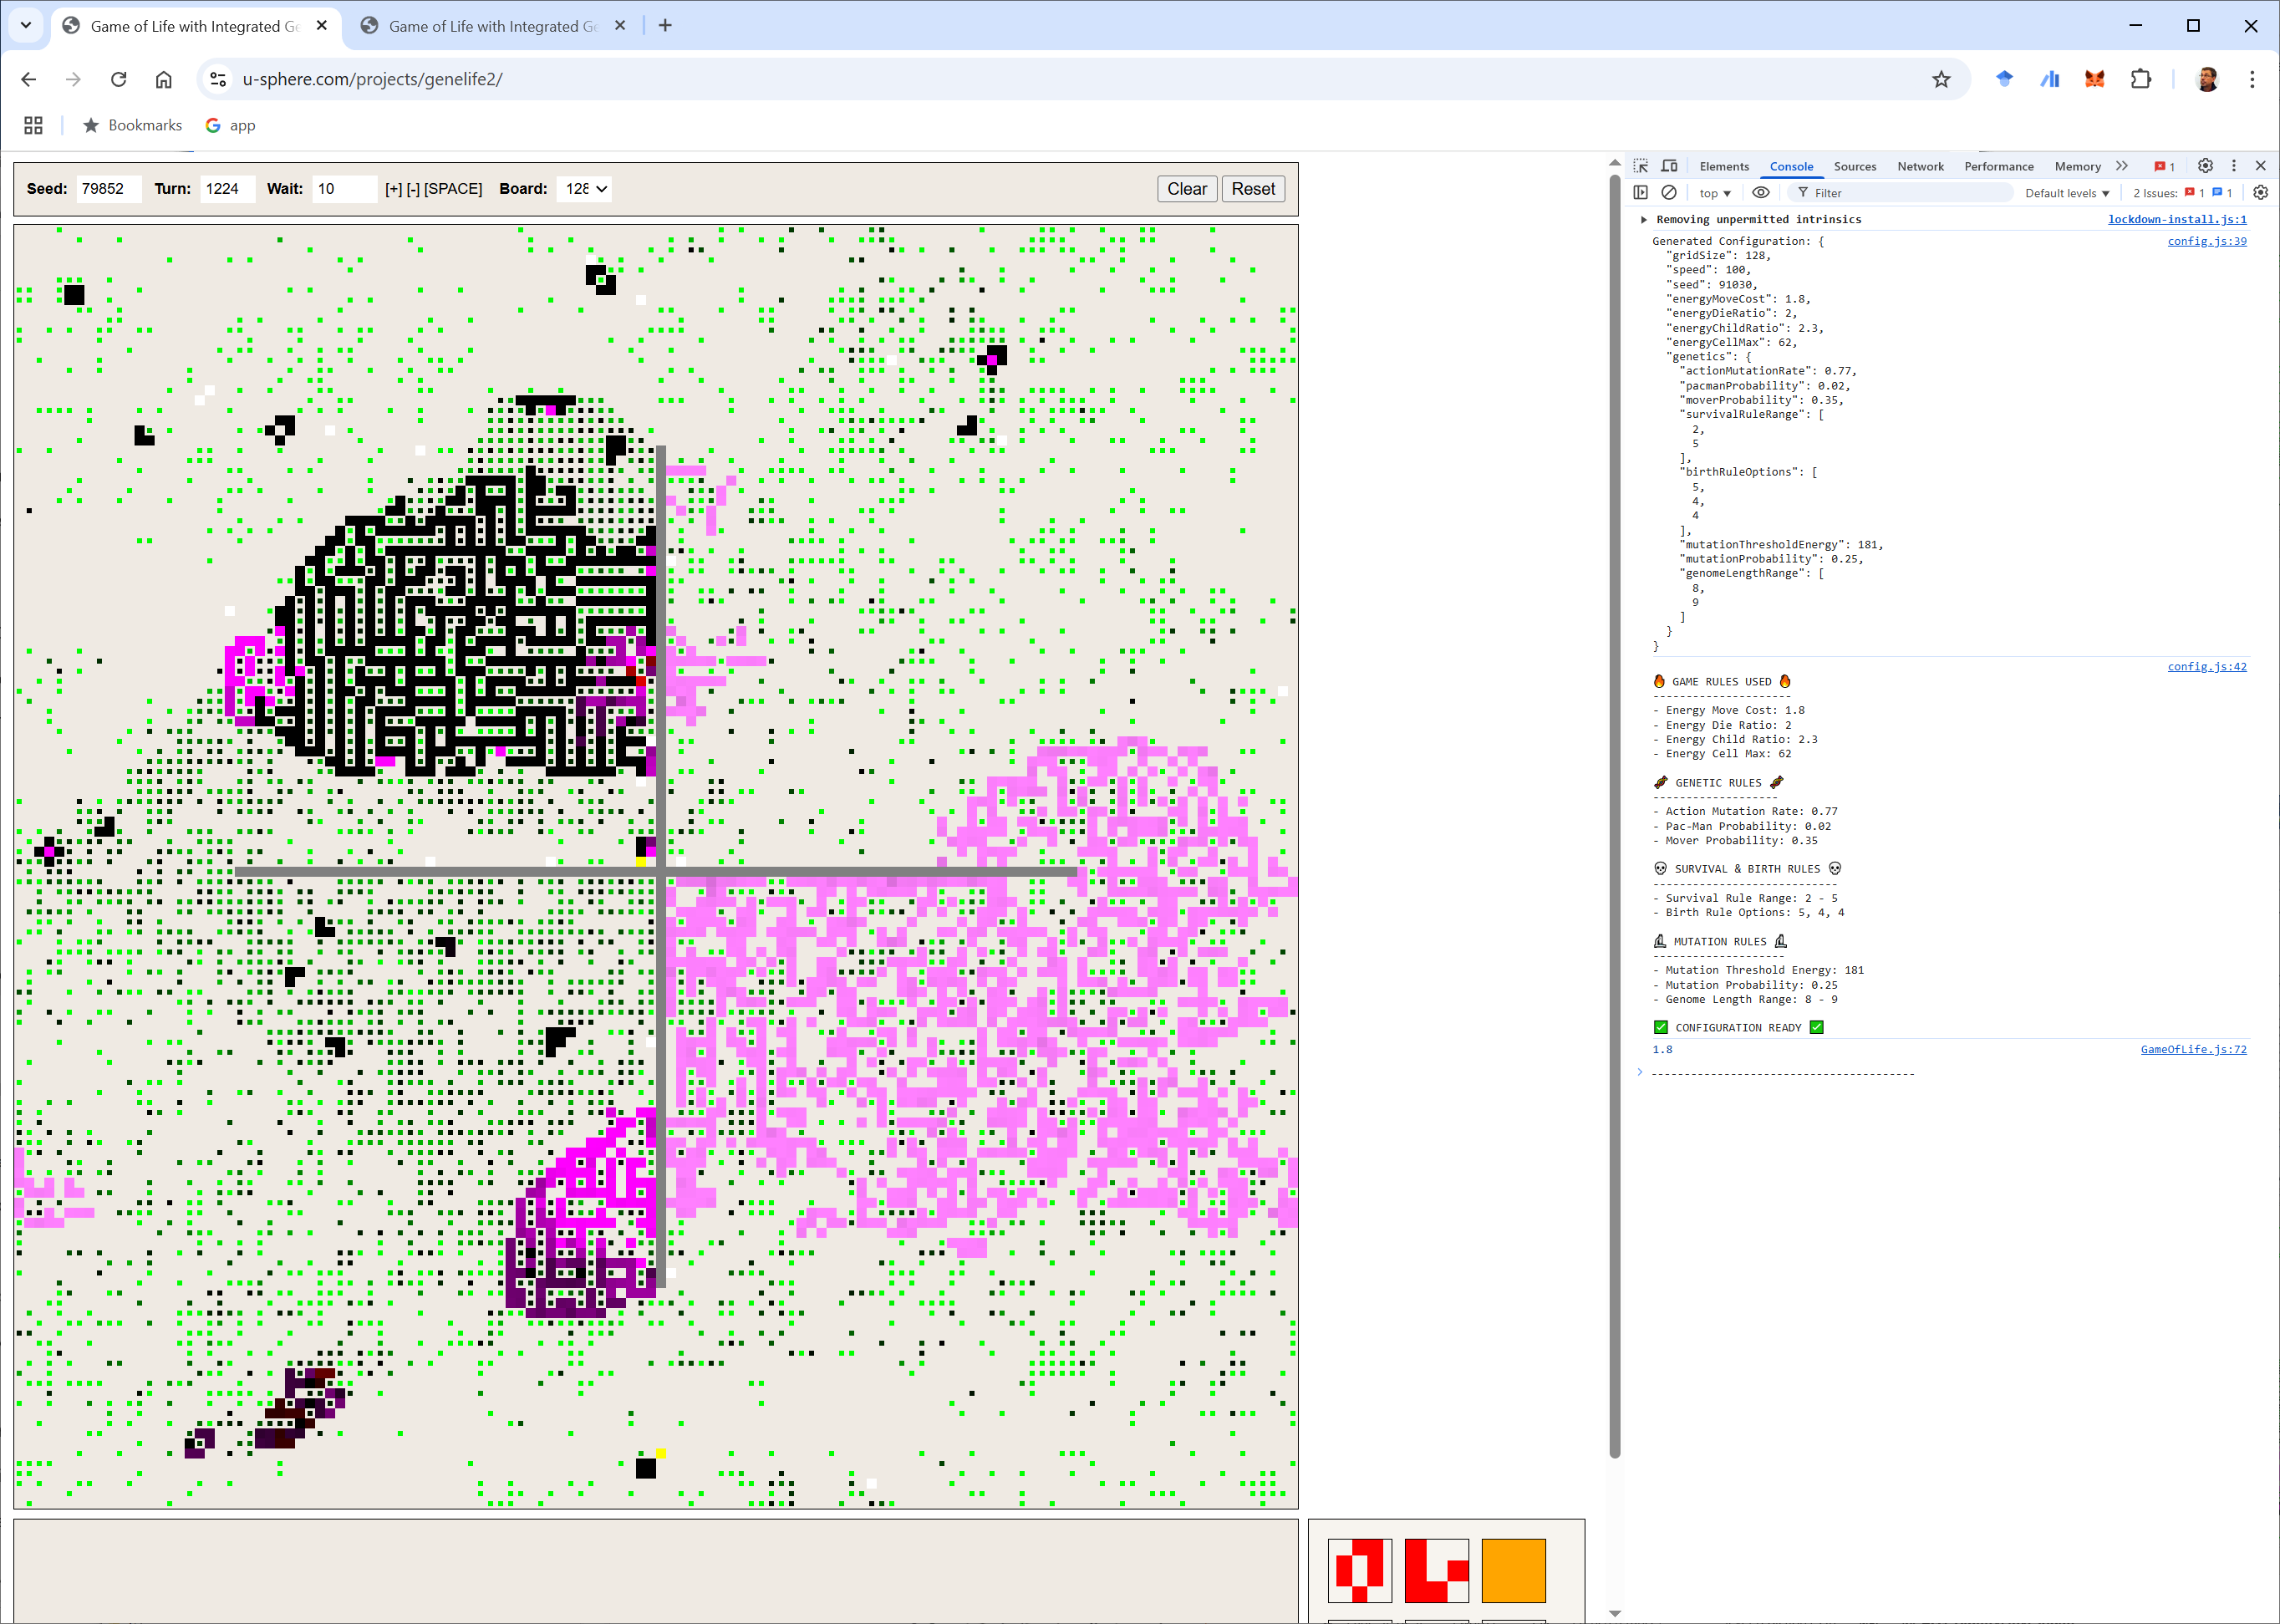 Game of Life with Integrated Ge
Game of Life with Integrated Ge
u-sphere.com/projects/genelife2/
Bookmarks
app
Seed: 79852 Turn: 1224 Wait: 10 [+] [-] [SPACE] Board: 128 Clear Reset
Elements Console Sources Network Performance Memory 1
top Filter Default levels 2 Issues: 1 1
Removing unpermitted intrinsics lockdown-install.js:1
Generated Configuration: { config.js:39
"gridSize": 128,
"speed": 100,
"seed": 91030,
"energyMoveCost": 1.8,
"energyDieRatio": 2,
"energyChildRatio": 2.3,
"energyCellMax": 62,
"genetics": {
"actionMutationRate": 0.77,
"pacmanProbability": 0.02,
"moverProbability": 0.35,
"survivalRuleRange": [
2,
5
],
"birthRuleOptions": [
5,
4,
4
],
"mutationThresholdEnergy": 181,
"mutationProbability": 0.25,
"genomeLengthRange": [
8,
9
]
}
}
config.js:42
🔥 GAME RULES USED 🔥
---------------------
- Energy Move Cost: 1.8
- Energy Die Ratio: 2
- Energy Child Ratio: 2.3
- Energy Cell Max: 62
GENETIC RULES
-------------------
- Action Mutation Rate: 0.77
- Pac-Man Probability: 0.02
- Mover Probability: 0.35
💀 SURVIVAL & BIRTH RULES 💀
----------------------------
- Survival Rule Range: 2 - 5
- Birth Rule Options: 5, 4, 4
MUTATION RULES
--------------------
- Mutation Threshold Energy: 181
- Mutation Probability: 0.25
- Genome Length Range: 8 - 9
✅ CONFIGURATION READY ✅
1.8 GameOfLife.js:72
----------------------------------------